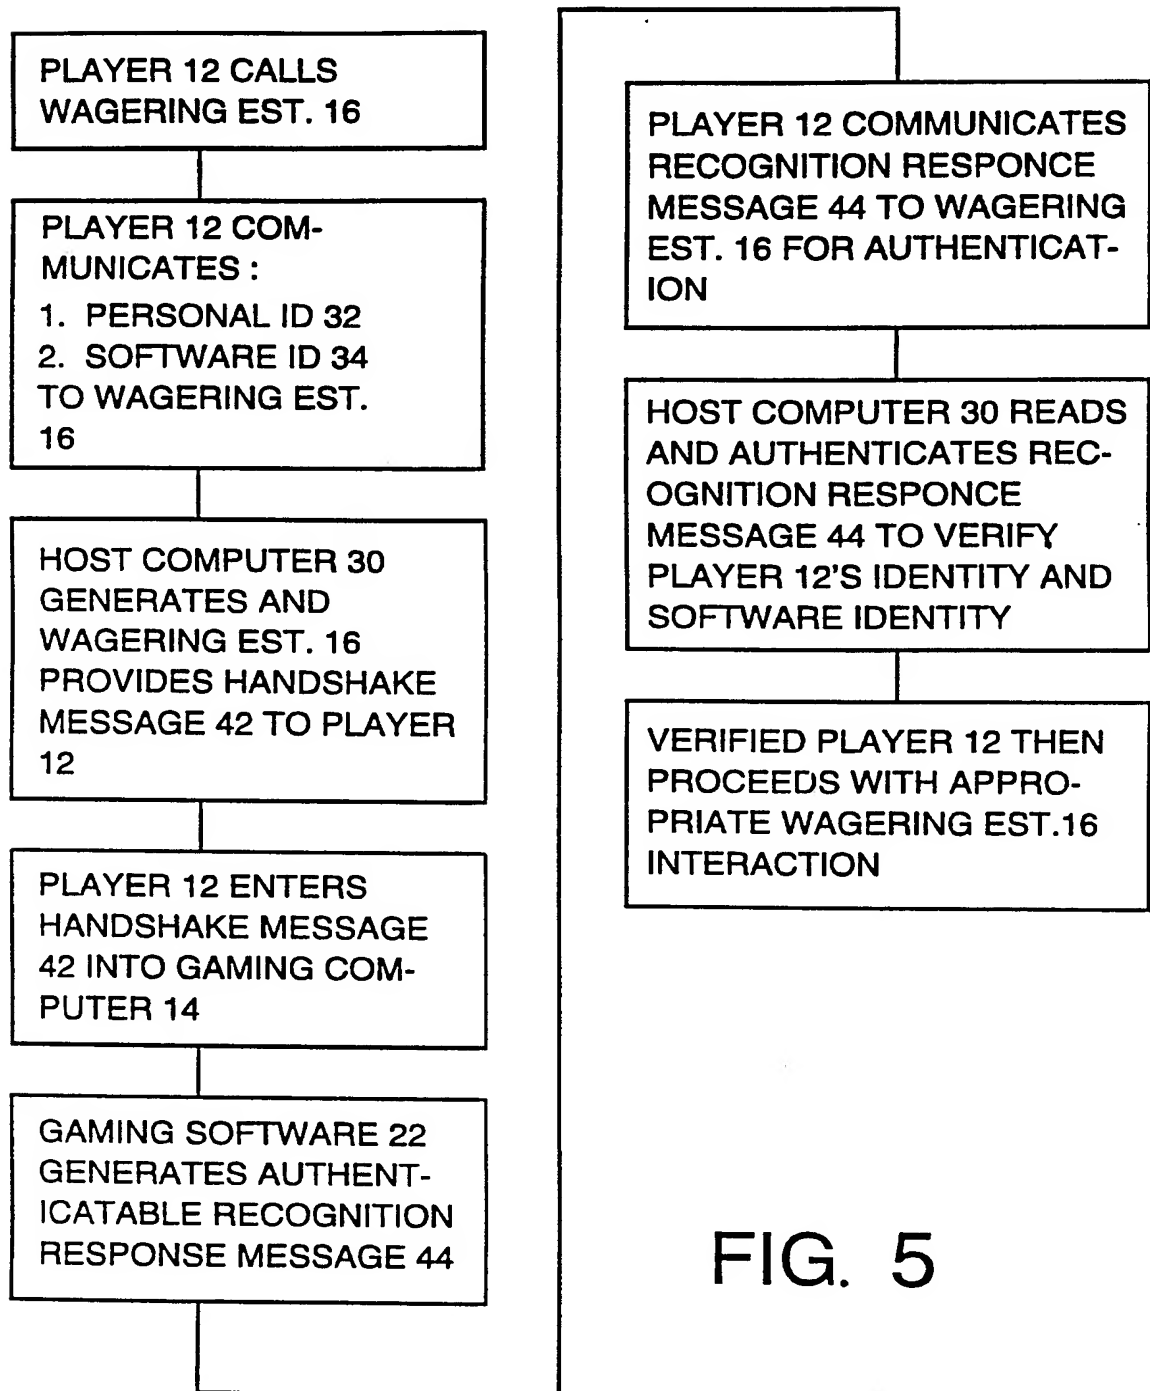 PLAYER 12 CALLS
WAGERING EST. 16
PLAYER 12 COM-
MUNICATES :
1. PERSONAL ID 32
2. SOFTWARE ID 34
TO WAGERING EST.
16
HOST COMPUTER 30
GENERATES AND
WAGERING EST. 16
PROVIDES HANDSHAKE
MESSAGE 42 TO PLAYER
12
PLAYER 12 ENTERS
HANDSHAKE MESSAGE
42 INTO GAMING COM-
PUTER 14
GAMING SOFTWARE 22
GENERATES AUTHENT-
ICATABLE RECOGNITION
RESPONSE MESSAGE 44
PLAYER 12 COMMUNICATES
RECOGNITION RESPONCE
MESSAGE 44 TO WAGERING
EST. 16 FOR AUTHENTICAT-
ION
HOST COMPUTER 30 READS
AND AUTHENTICATES REC-
OGNITION RESPONCE
MESSAGE 44 TO VERIFY
PLAYER 12'S IDENTITY AND
SOFTWARE IDENTITY
VERIFIED PLAYER 12 THEN
PROCEEDS WITH APPRO-
PRIATE WAGERING EST.16
INTERACTION
FIG. 5